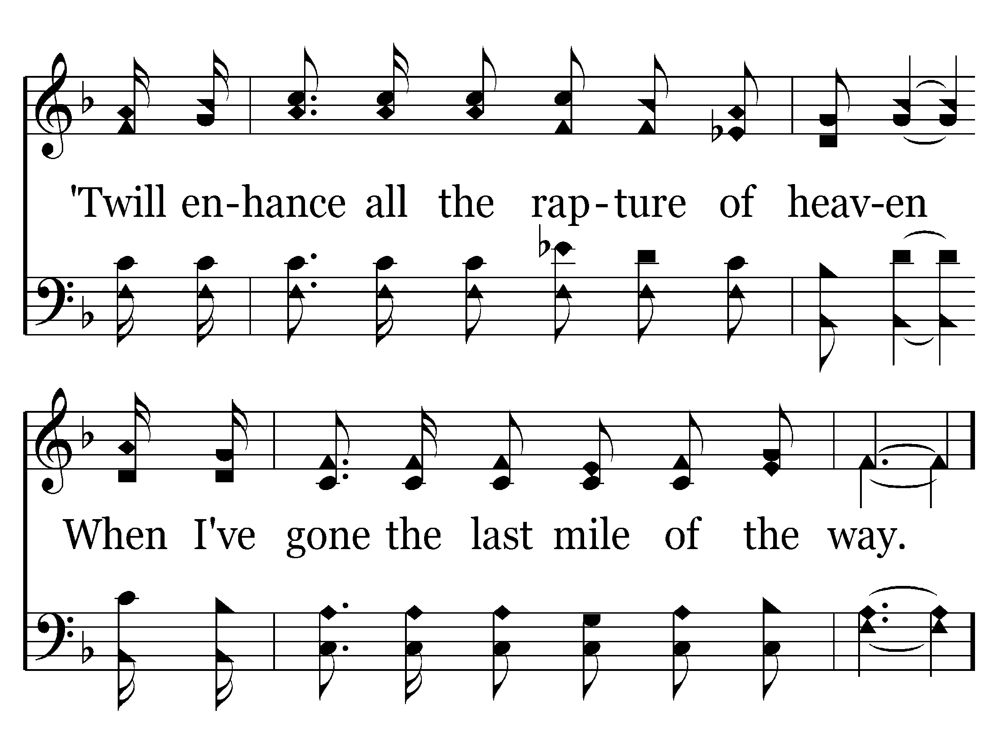 'Twill en-hance all the rap-ture of heav-en
When I've gone the last mile of the way.